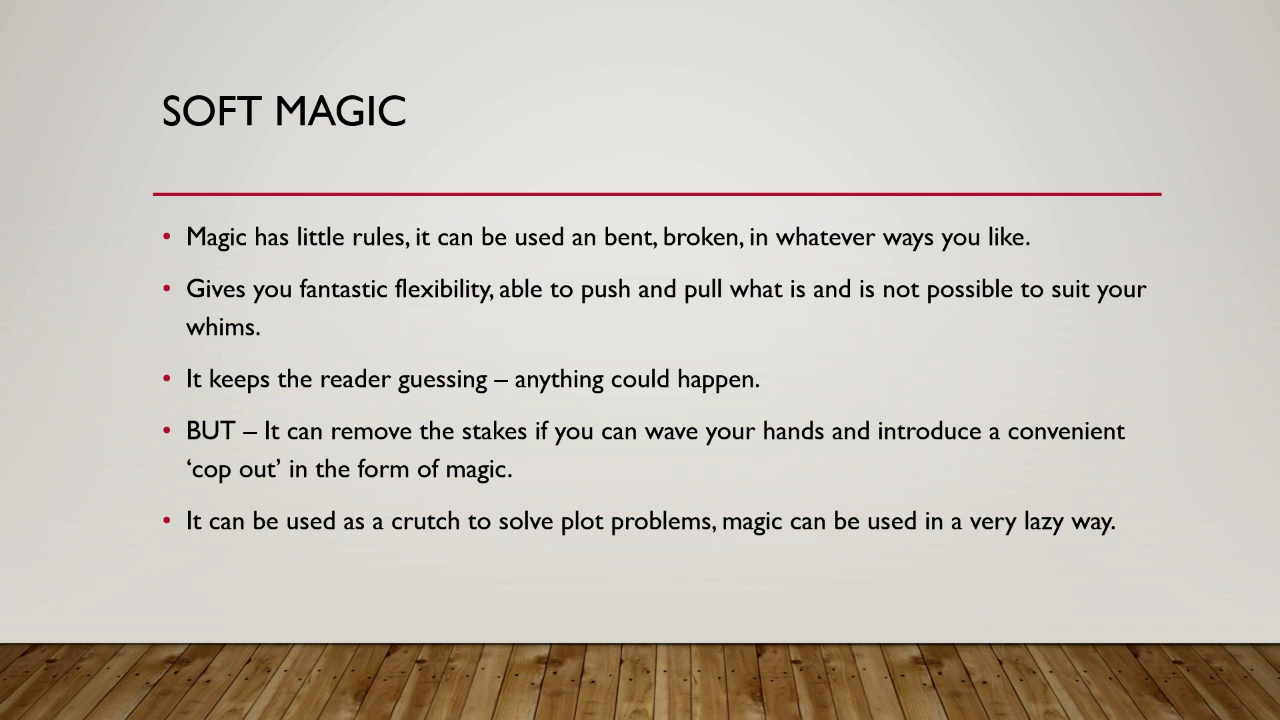 SOFT MAGIC
• Magic has little rules, it can be used an bent, broken, in whatever ways you like.
• Gives you fantastic flexibility, able to push and pull what is and is not possible to suit your
whims.
• It keeps the reader guessing – anything could happen.
• BUT – It can remove the stakes if you can wave your hands and introduce a convenient
‘cop out’ in the form of magic.
• It can be used as a crutch to solve plot problems, magic can be used in a very lazy way.